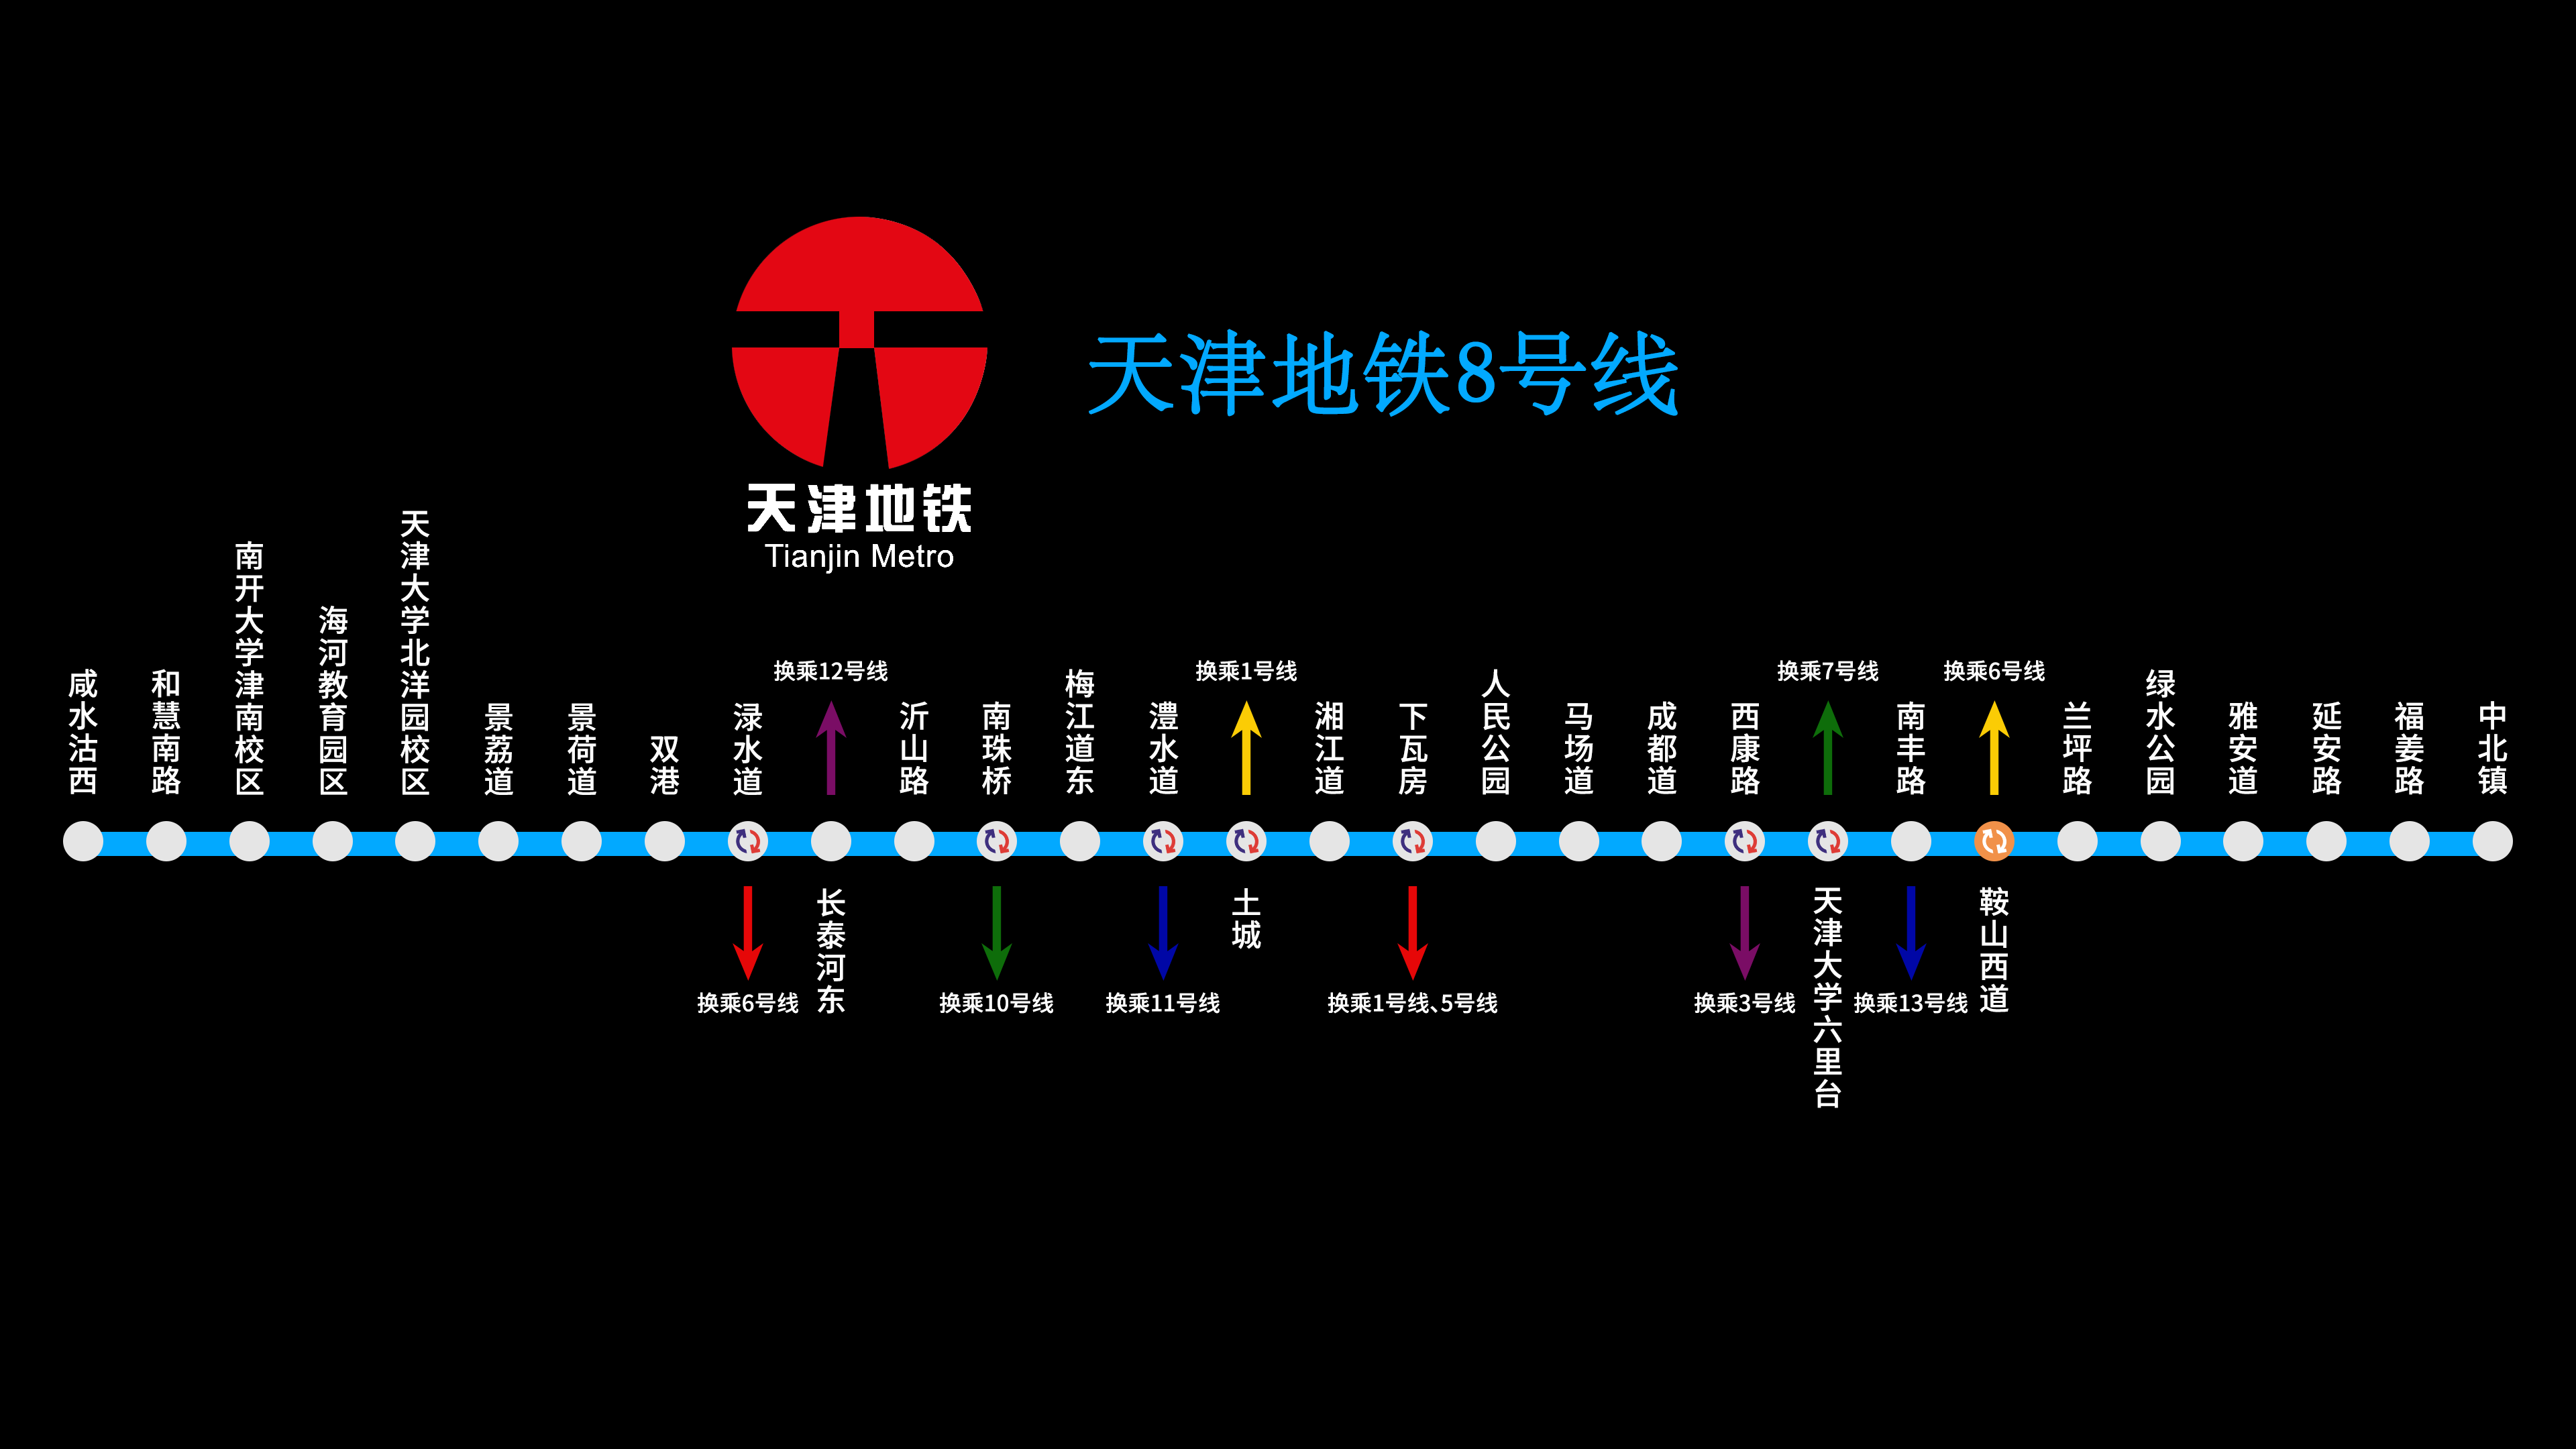 天津地铁8号线
天津地铁
Tianjin Metro
咸水沽西
和慧南路
南开大学津南校区
海河教育园区
天津大学北洋园校区
景荔道
景荷道
双港
渌水道
换乘6号线
换乘12号线
长泰河东
沂山路
南珠桥
换乘10号线
梅江道东
澧水道
换乘11号线
换乘1号线
土城
湘江道
下瓦房
换乘1号线、5号线
人民公园
马场道
成都道
西康路
换乘3号线
换乘7号线
天津大学六里台
南丰路
换乘13号线
换乘6号线
鞍山西道
兰坪路
绿水公园
雅安道
延安路
福姜路
中北镇